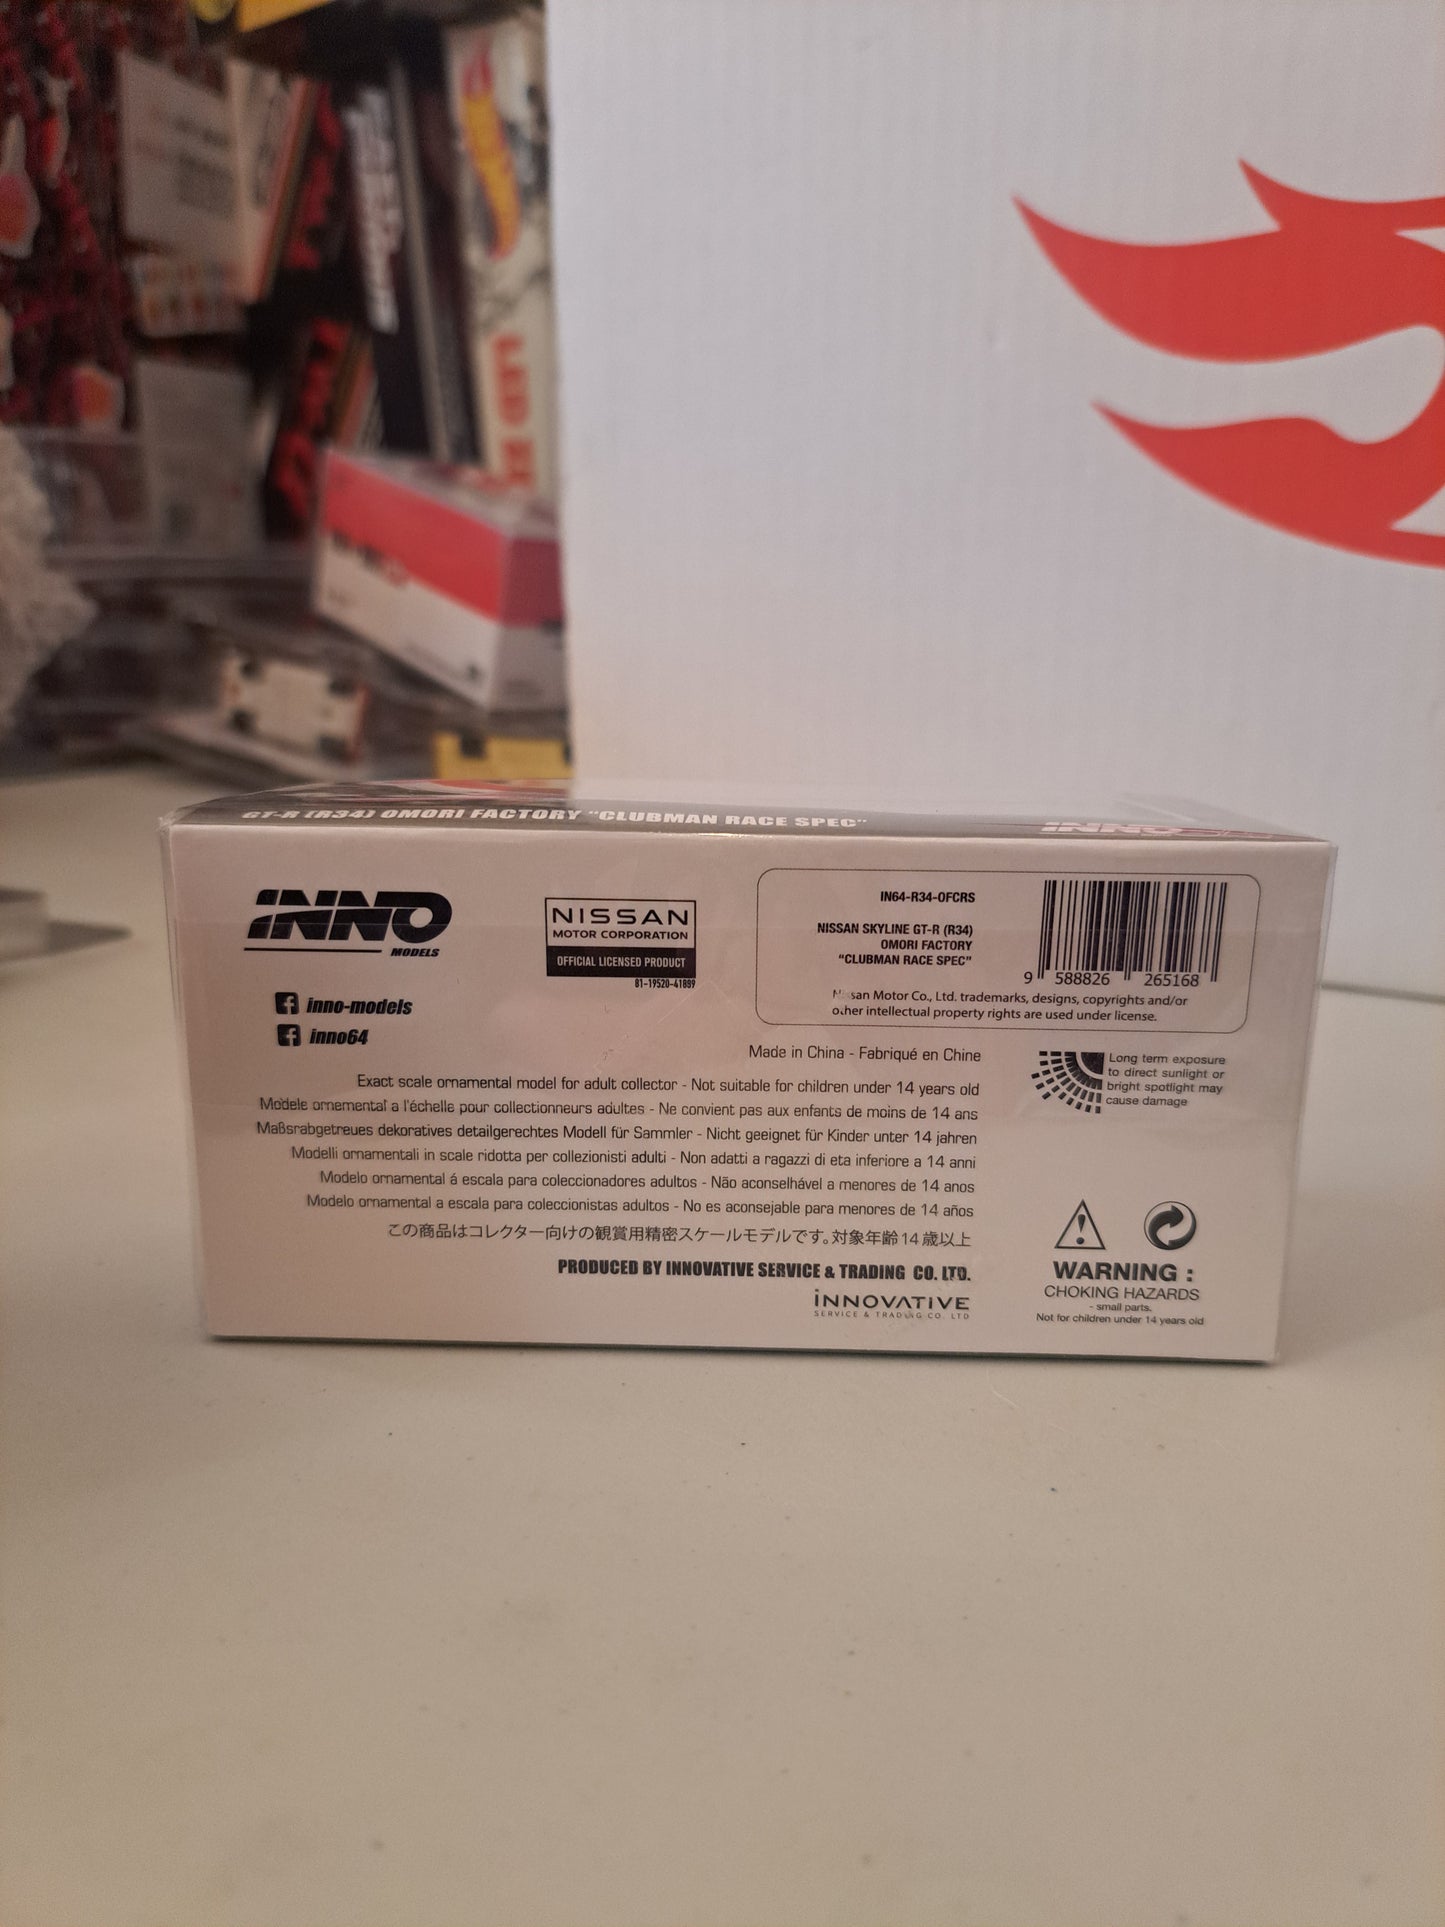 GT-R (R34) OMORI FACTORY "CLUBMAN RACE SPEC"
INNO
INNO
MODELS
inno-models
inno64
NISSAN
MOTOR CORPORATION
OFFICIAL LICENSED PRODUCT
81-19520-41889
IN64-R34-OFCRS
NISSAN SKYLINE GT-R (R34)
OMORI FACTORY
"CLUBMAN RACE SPEC"
9 588826 265168
Nissan Motor Co., Ltd. trademarks, designs, copyrights and/or
other intellectual property rights are used under license.
Made in China - Fabriqué en Chine
Exact scale ornamental model for adult collector - Not suitable for children under 14 years old
Modele ornemental a l'échelle pour collectionneurs adultes - Ne convient pas aux enfants de moins de 14 ans
Maßsrabgetreues dekoratives detailgerechtes Modell für Sammler - Nicht geeignet für Kinder unter 14 jahren
Modelli ornamentali in scale ridotta per collezionisti adulti - Non adatti a ragazzi di eta inferiore a 14 anni
Modelo ornamental á escala para coleccionadores adultos - Não aconselhável a menores de 14 anos
Modelo ornamental a escala para coleccionistas adultos - No es aconsejable para menores de 14 años
この商品はコレクター向けの観賞用精密スケールモデルです。対象年齢14歳以上
PRODUCED BY INNOVATIVE SERVICE & TRADING CO. LTD.
INNOVATIVE
SERVICE & TRADING CO. LTD
Long term exposure
to direct sunlight or
bright spotlight may
cause damage
WARNING :
CHOKING HAZARDS
- small parts.
Not for children under 14 years old